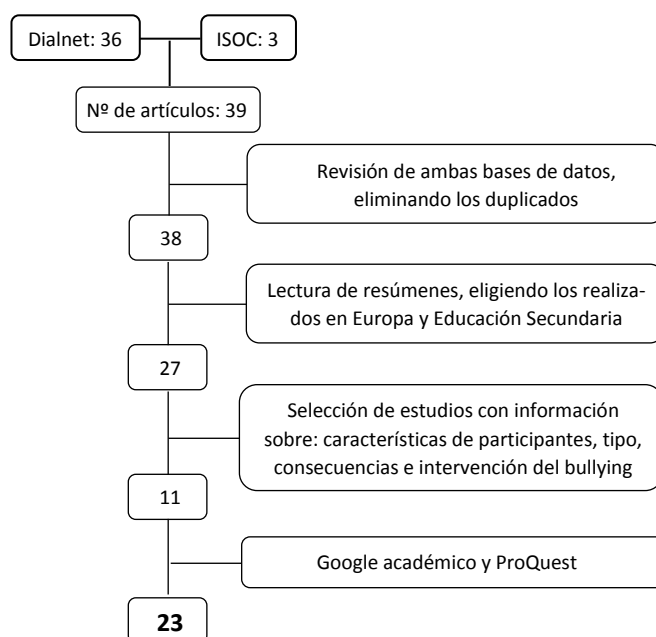 Dialnet: 36
ISOC: 3
Nº de artículos: 39
Revisión de ambas bases de datos,
eliminando los duplicados
38
Lectura de resúmenes, eligiendo los realiza-
dos en Europa y Educación Secundaria
27
Selección de estudios con información
sobre: características de participantes, tipo,
consecuencias e intervención del bullying
11
Google académico y ProQuest
23